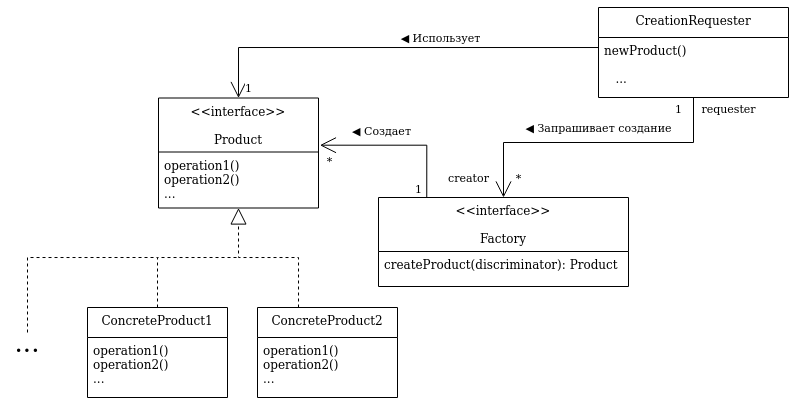 CreationRequester
newProduct()
...
◀ Использует
1
<<interface>>
Product
operation1()
operation2()
...
◀ Создает
*
1
1
requester
◀ Запрашивает создание
creator
*
<<interface>>
Factory
createProduct(discriminator): Product
...
ConcreteProduct1
operation1()
operation2()
...
ConcreteProduct2
operation1()
operation2()
...